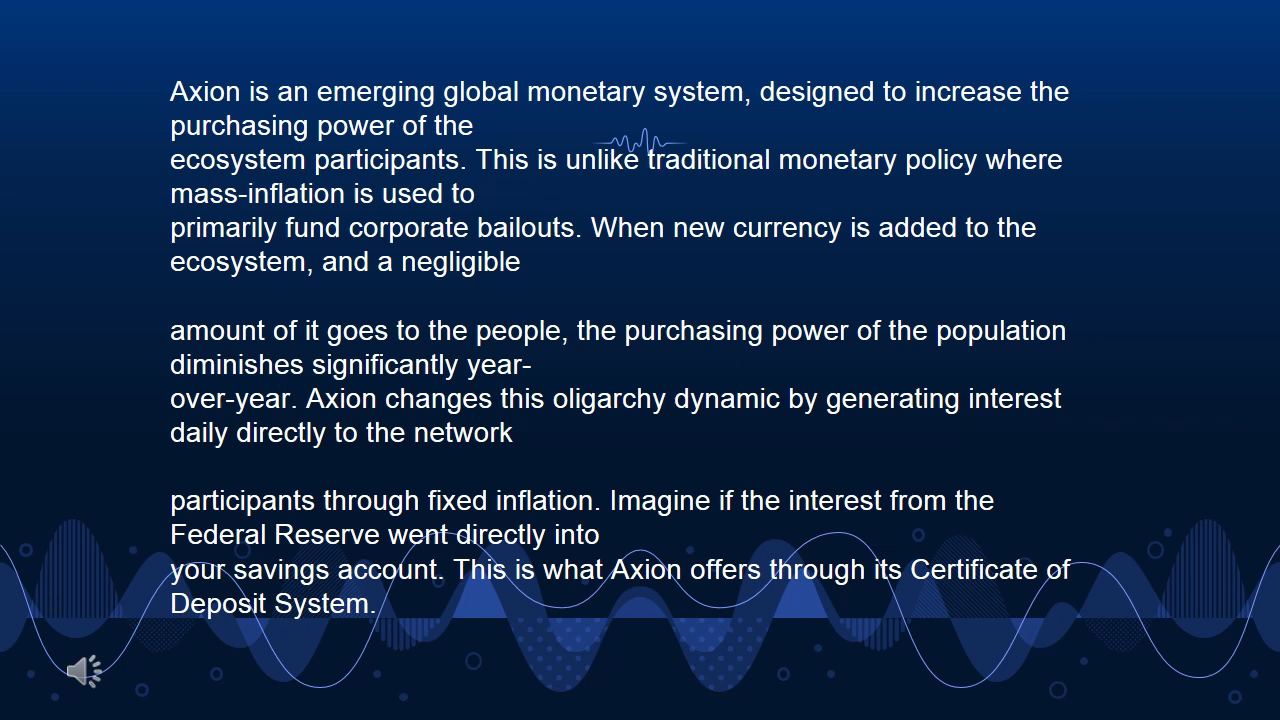 Axion is an emerging global monetary system, designed to increase the
purchasing power of the
ecosystem participants. This is unlike traditional monetary policy where
mass-inflation is used to
primarily fund corporate bailouts. When new currency is added to the
ecosystem, and a negligible
amount of it goes to the people, the purchasing power of the population
diminishes significantly year-
over-year. Axion changes this oligarchy dynamic by generating interest
daily directly to the network
participants through fixed inflation. Imagine if the interest from the
Federal Reserve went directly into
your savings account. This is what Axion offers through its Certificate of
Deposit System.